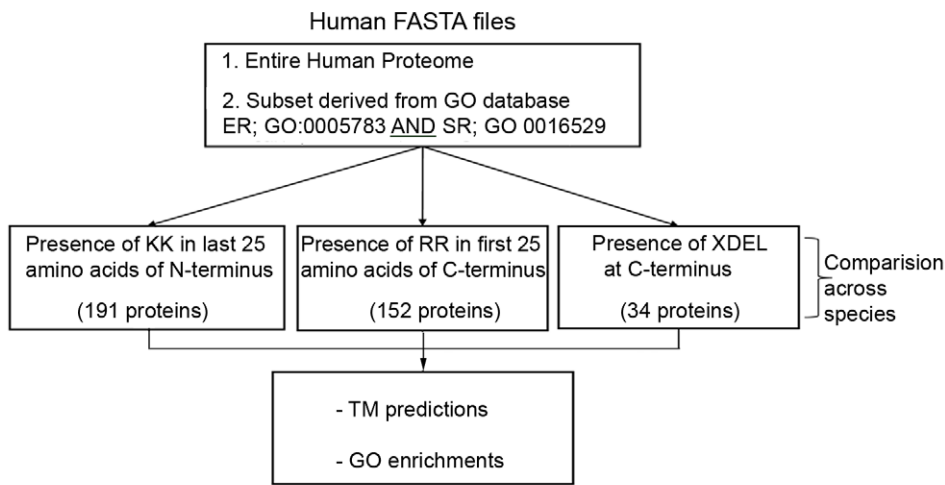 Human FASTA files
1. Entire Human Proteome
2. Subset derived from GO database
ER; GO:0005783 AND SR; GO 0016529
Presence of KK in last 25
amino acids of N-terminus
(191 proteins)
Presence of RR in first 25
amino acids of C-terminus
(152 proteins)
Presence of XDEL
at C-terminus
(34 proteins)
Comparision
across
species
- TM predictions
- GO enrichments